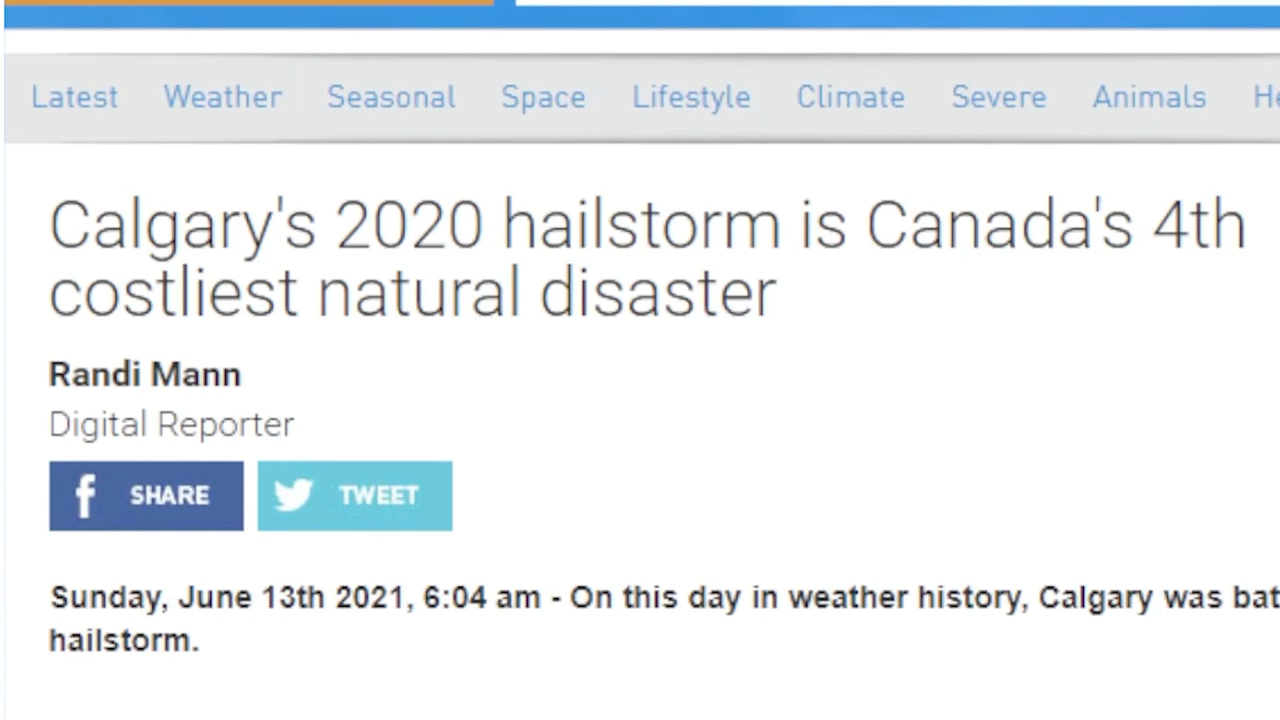 Latest Weather Seasonal Space Lifestyle Climate Severe Animals
Calgary's 2020 hailstorm is Canada's 4th
costliest natural disaster
Randi Mann
Digital Reporter
SHARE TWEET
Sunday, June 13th 2021, 6:04 am - On this day in weather history, Calgary was
hailstorm.